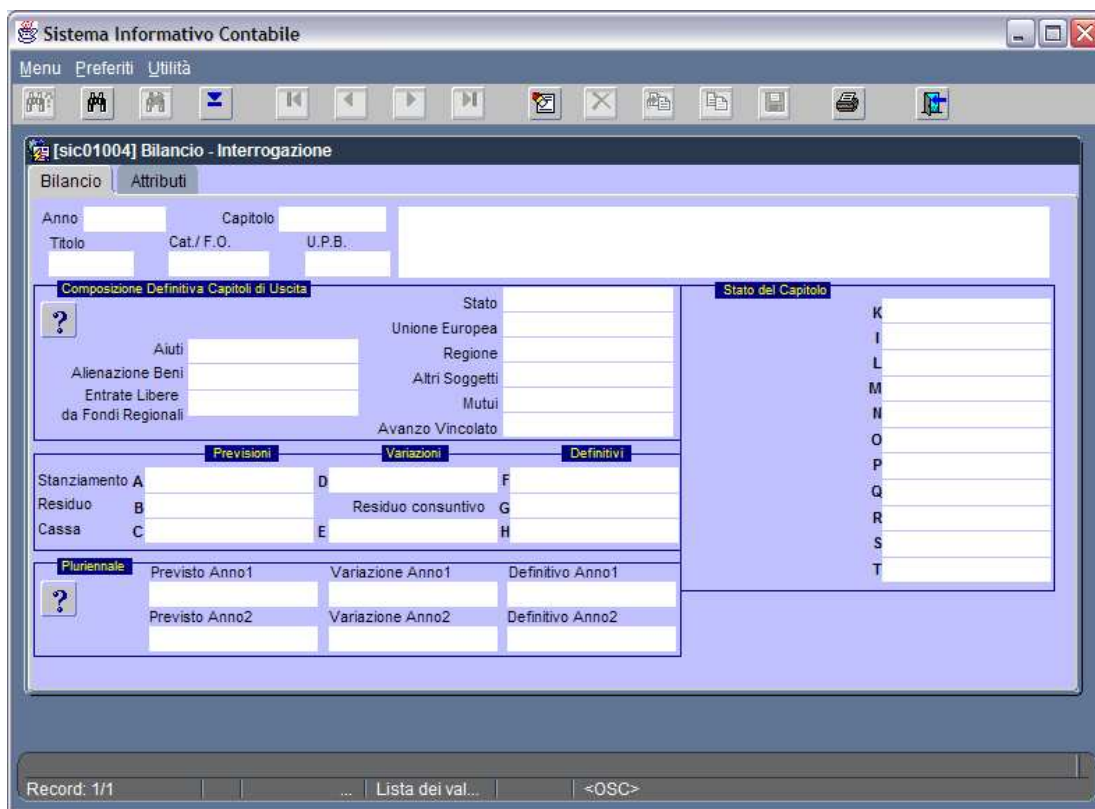 Sistema Informativo Contabile
Menu Preferiti Utilità
[sic01004] Bilancio - Interrogazione
Bilancio Attributi
Anno Capitolo
Titolo Cat./ F.O. U.P.B.
Composizione Definitiva Capitoli di Uscita
?
Aiuti
Alienazione Beni
Entrate Libere
da Fondi Regionali
Stato
Unione Europea
Regione
Altri Soggetti
Mutui
Avanzo Vincolato
Stato del Capitolo
K
I
L
M
N
O
P
Q
R
S
T
Previsioni Variazioni Definitivi
Stanziamento A D F
Residuo B Residuo consuntivo G
Cassa C E H
Pluriennale
?
Previsto Anno1 Variazione Anno1 Definitivo Anno1
Previsto Anno2 Variazione Anno2 Definitivo Anno2
Record: 1/1 ... Lista dei val... <OSC>